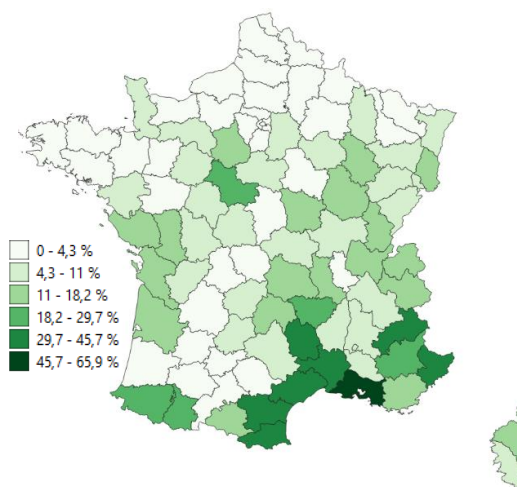 0 - 4,3 %
4,3 - 11 %
11 - 18,2 %
18,2 - 29,7 %
29,7 - 45,7 %
45,7 - 65,9 %